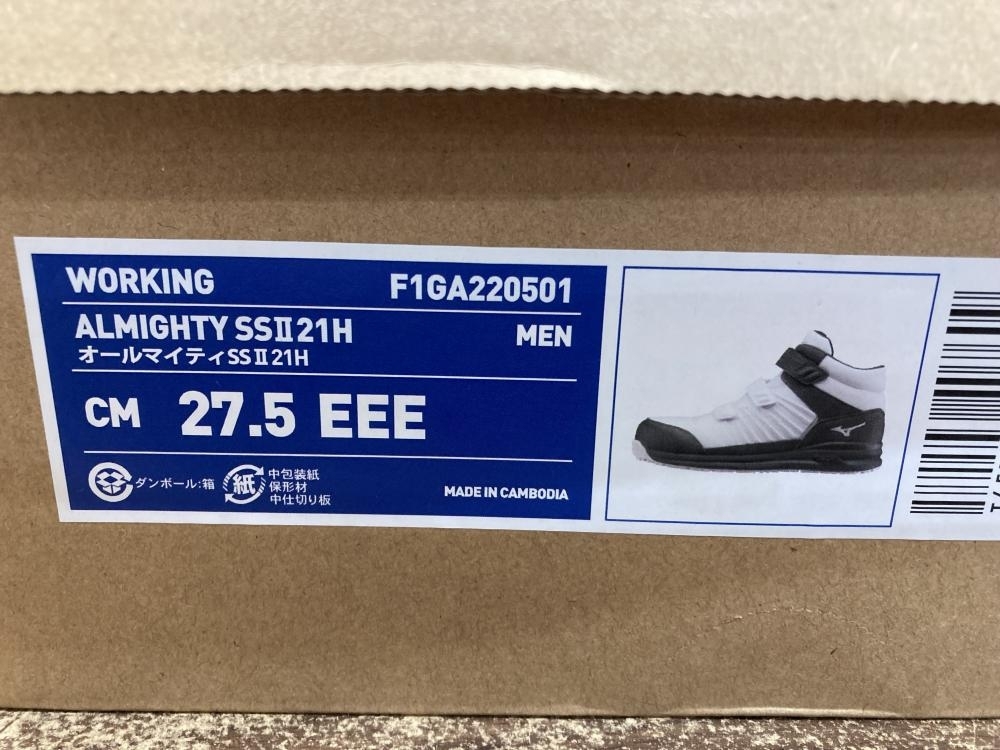 WORKING F1GA220501
ALMIGHTY SSⅡ21H MEN
オールマイティSSⅡ21H
CM 27.5 EEE
ダンボール:箱
紙 中包装紙
保形材
中仕切り板
MADE IN CAMBODIA